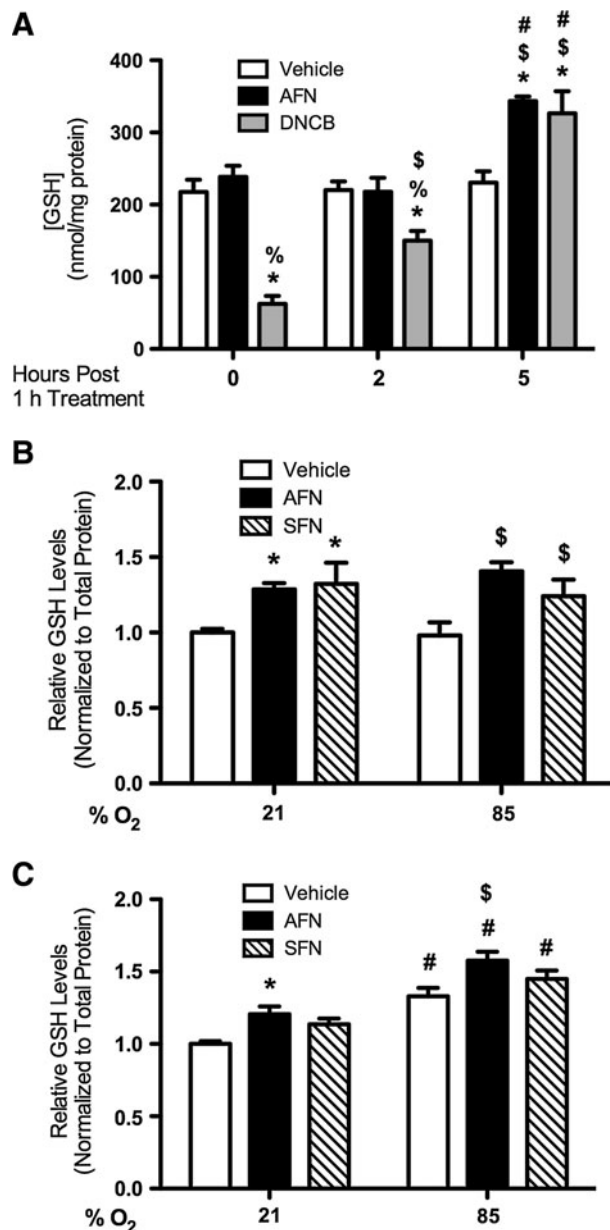 A
Vehicle
AFN
DNCB
[GSH]
(nmol/mg protein)
400
300
200
100
0
%
*
$
%
*
#
$
*
#
$
*
Hours Post
1 h Treatment
0
2
5
B
Vehicle
AFN
SFN
Relative GSH Levels
(Normalized to Total Protein)
2.0
1.5
1.0
0.5
0.0
*
*
$
$
% O2
21
85
C
Vehicle
AFN
SFN
Relative GSH Levels
(Normalized to Total Protein)
2.0
1.5
1.0
0.5
0.0
*
#
$
#
#
% O2
21
85